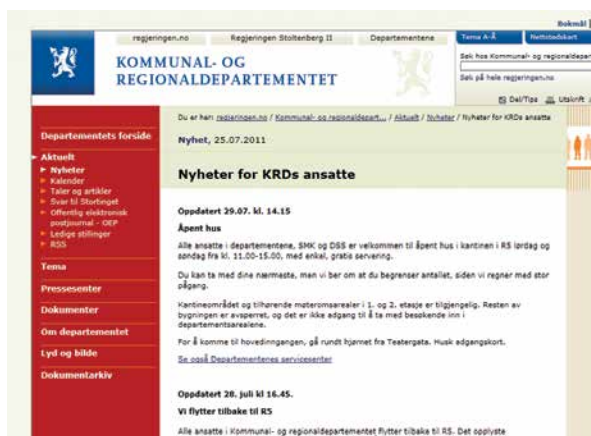 Bokmål
regjeringen.no
Regjeringen Stoltenberg II
Departementene
Tema A-Å
Nettstedskart
KOMMUNAL- OG
REGIONALDEPARTEMENTET
Søk hos Kommunal- og regionaldepar
Søk på hele regjeringen.no
Del/Tips
Utskrift
Du er her: regjeringen.no / Kommunal- og regionaldepart... / Aktuelt / Nyheter / Nyheter for KRDs ansatte
Departementets forside
Aktuelt
Nyheter
Kalender
Taler og artikler
Svar til Stortinget
Offentlig elektronisk
postjournal - OEP
Ledige stillinger
RSS
Tema
Pressesenter
Dokumenter
Om departementet
Lyd og bilde
Dokumentarkiv
Nyhet, 25.07.2011
Nyheter for KRDs ansatte
Oppdatert 29.07. kl. 14.15
Åpent hus
Alle ansatte i departementene, SMK og DSS er velkommen til åpent hus i kantinen i R5 lørdag og
søndag fra kl. 11.00-15.00, med enkel, gratis servering.
Du kan ta med dine nærmeste, men vi ber om at du begrenser antallet, siden vi regner med stor
pågang.
Kantineområdet og tilhørende møteromsarealer i 1. og 2. etasje er tilgjengelig. Resten av
bygningen er avsperret, og det er ikke adgang til å ta med besøkende inn i
departementsarealene.
For å komme til hovedinngangen, gå rundt hjørnet fra Teatergata. Husk adgangskort.
Se også Departementenes servicesenter
Oppdatert 28. juli kl 16.45.
Vi flytter tilbake til R5
Alle ansatte i Kommunal- og regionaldepartementet flytter tilbake til R5. Det opplyste